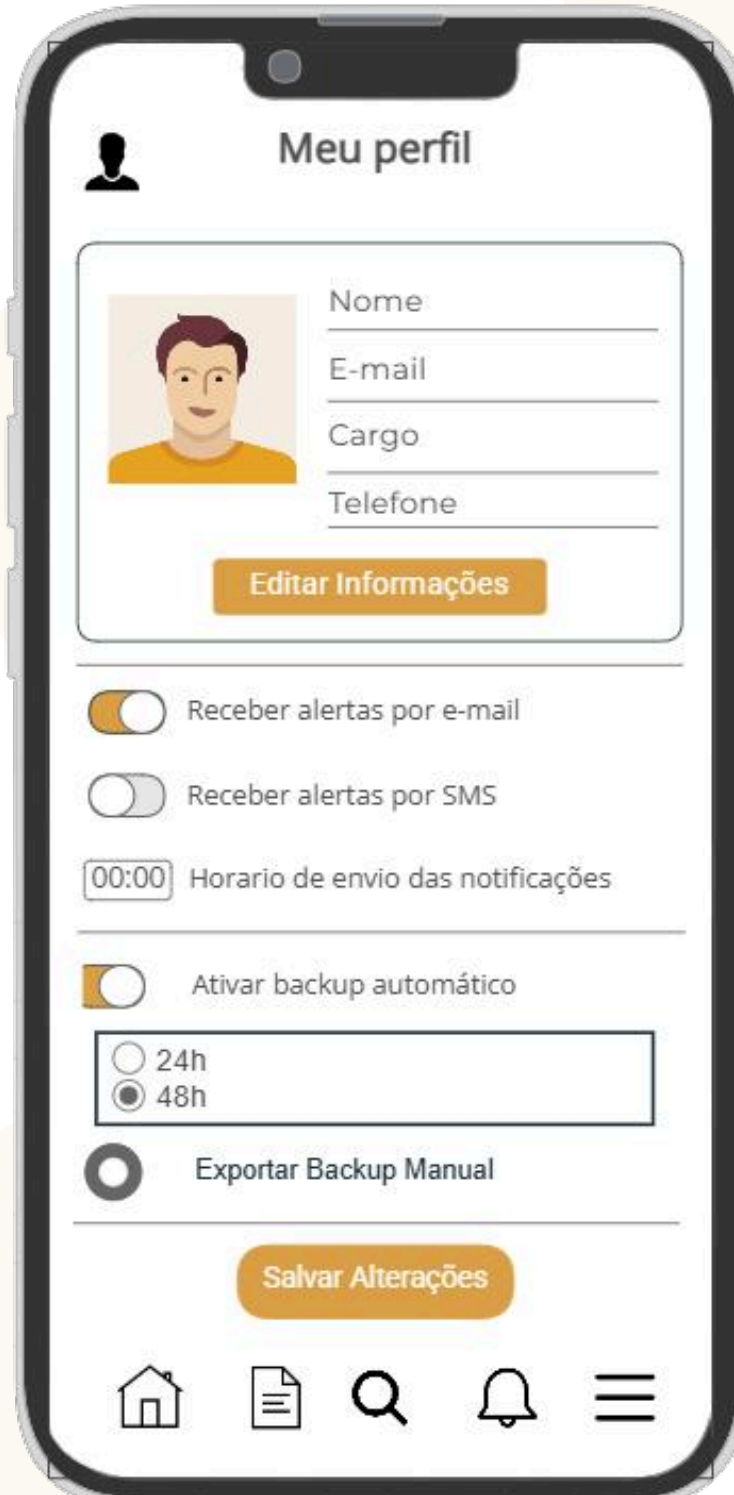 Meu perfil
Nome
E-mail
Cargo
Telefone
Editar Informações
Receber alertas por e-mail
Receber alertas por SMS
00:00 Horario de envio das notificações
Ativar backup automático
24h
48h
Exportar Backup Manual
Salvar Alterações